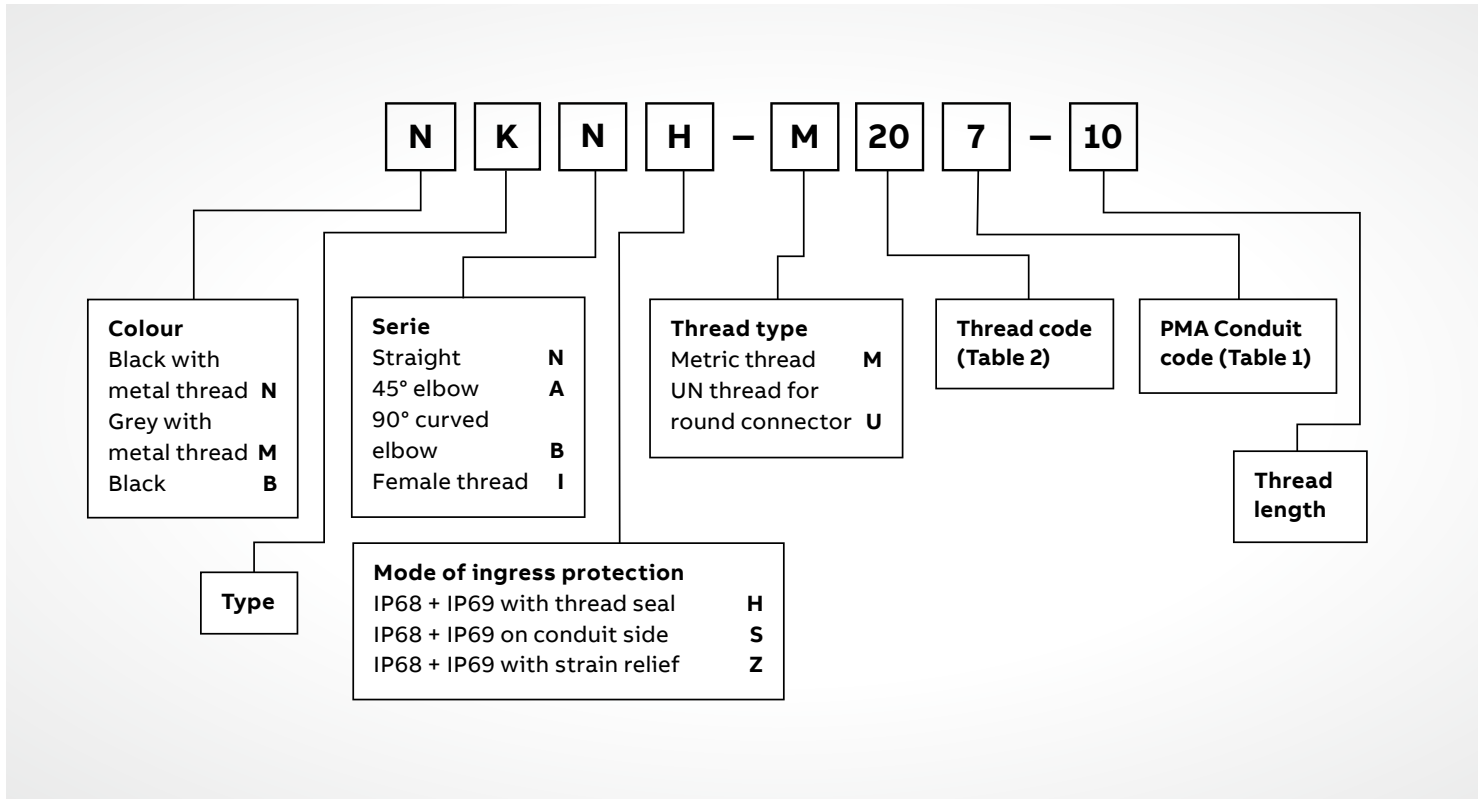 N K N H – M 20 7 – 10
Colour
Black with
metal thread N
Grey with
metal thread M
Black B
Serie
Straight N
45° elbow A
90° curved
elbow B
Female thread I
Thread type
Metric thread M
UN thread for
round connector U
Thread code
(Table 2)
PMA Conduit
code (Table 1)
Thread
length
Type
Mode of ingress protection
IP68 + IP69 with thread seal H
IP68 + IP69 on conduit side S
IP68 + IP69 with strain relief Z